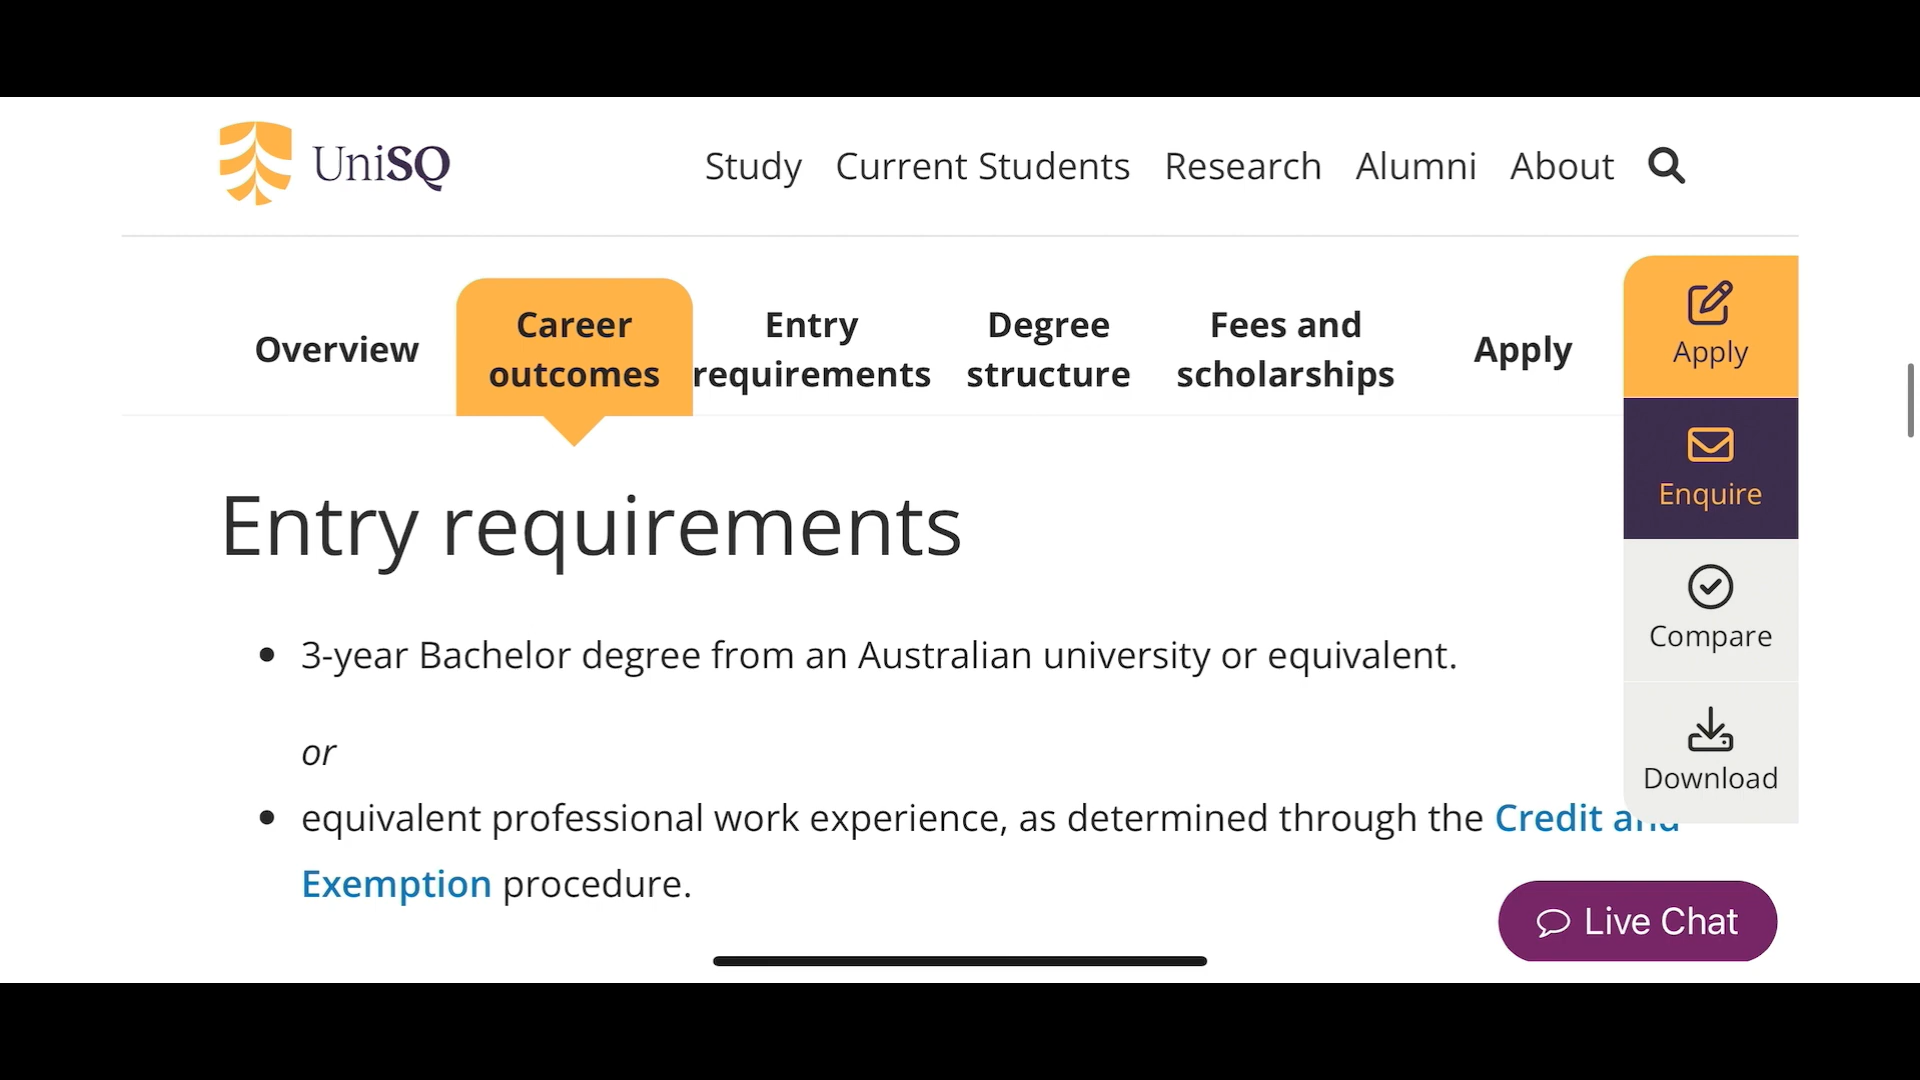 UniSQ
Study Current Students Research Alumni About
Overview
Career
outcomes
Entry
requirements
Degree
structure
Fees and
scholarships
Apply
Apply
Enquire
Compare
Download
Entry requirements
3-year Bachelor degree from an Australian university or equivalent.
or
equivalent professional work experience, as determined through the Credit and
Exemption procedure.
Live Chat